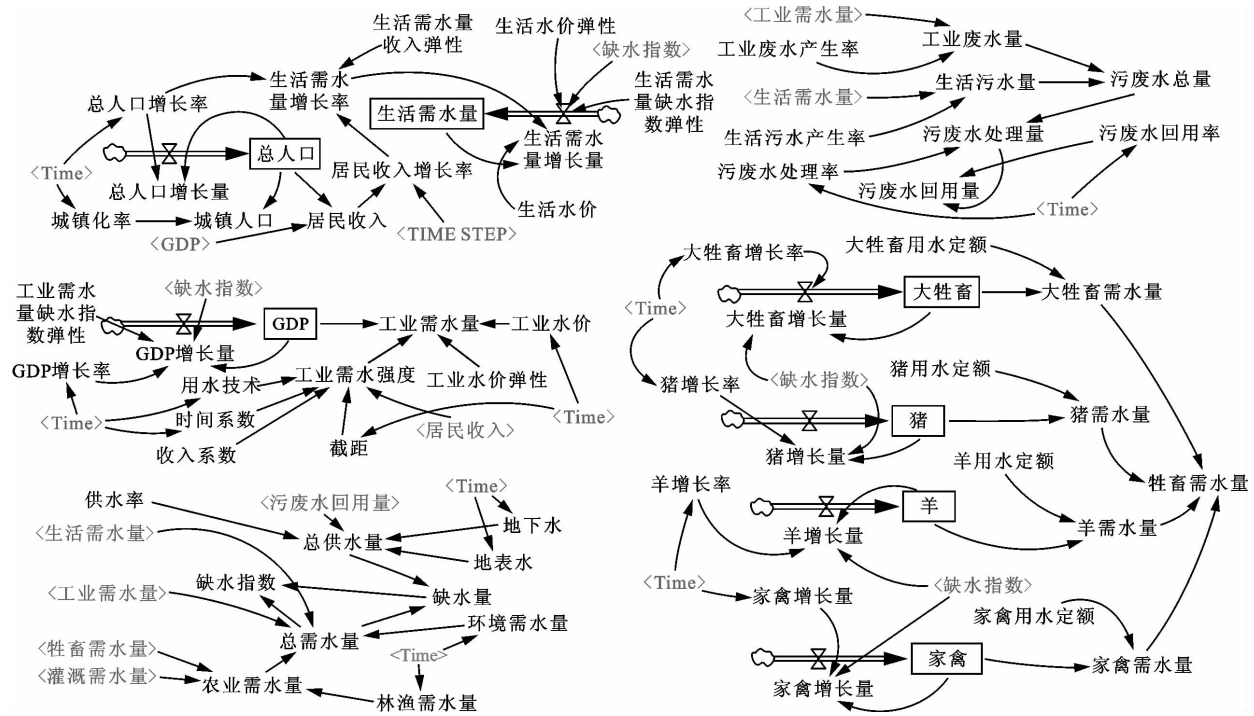 生活需水量
收入弹性
生活水价弹性
<缺水指数>
生活需水
量缺水指
数弹性
总人口增长率
生活需水
量增长率
生活需水量
生活需水
量增长量
<Time>
总人口
总人口增长量
居民收入增长率
城镇化率
城镇人口
居民收入
生活水价
<GDP>
<TIME STEP>
<工业需水量>
工业废水产生率
工业废水量
<生活需水量>
生活污水量
污废水总量
生活污水产生率
污废水处理量
污废水回用率
污废水处理率
污废水回用量
<Time>
工业需水
量缺水指
数弹性
<缺水指数>
GDP
工业需水量
工业水价
GDP增长量
GDP增长率
用水技术
工业需水强度
工业水价弹性
<Time>
时间系数
<居民收入>
<Time>
收入系数
截距
大牲畜增长率
大牲畜用水定额
<Time>
大牲畜
大牲畜需水量
大牲畜增长量
猪增长率
<缺水指数>
猪用水定额
猪
猪需水量
猪增长量
羊用水定额
羊增长率
牲畜需水量
羊
羊增长量
羊需水量
<Time>
家禽增长量
<缺水指数>
家禽用水定额
家禽
家禽需水量
家禽增长量
供水率
<污废水回用量>
<Time>
<生活需水量>
总供水量
地下水
地表水
<工业需水量>
缺水指数
缺水量
总需水量
环境需水量
<牲畜需水量>
<Time>
<灌溉需水量>
农业需水量
林渔需水量